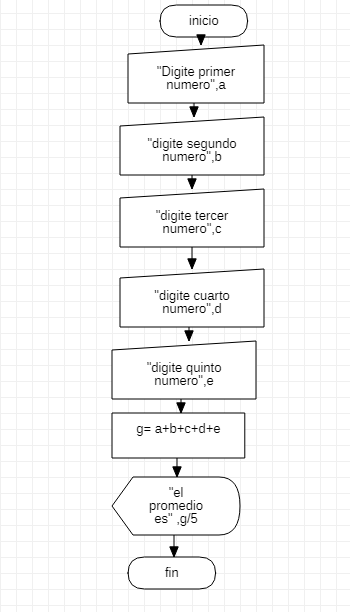 inicio
"Digite primer
numero",a
"digite segundo
numero",b
"digite tercer
numero",c
"digite cuarto
numero",d
"digite quinto
numero",e
g= a+b+c+d+e
"el
promedio
es" ,g/5
fin